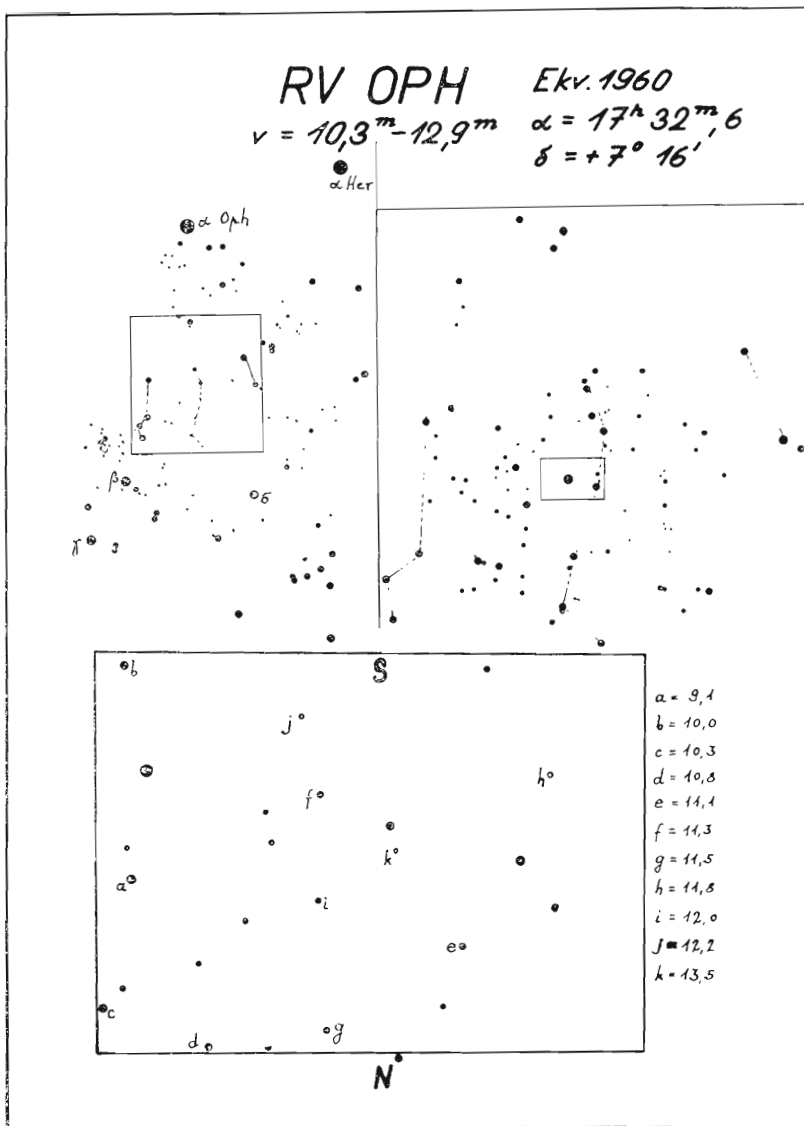 RV OPH
Ekv. 1960
v = 10,3ᵐ-12,9ᵐ
α = 17ʰ 32ᵐ,6
δ = +7° 16'
α Her
α Oph
β
σ
γ
S
b
j
f
h
k
a
i
e
c
g
d
N
a = 9,1
b = 10,0
c = 10,3
d = 10,8
e = 11,1
f = 11,3
g = 11,5
h = 11,8
i = 12,0
j = 12,2
k = 13,5